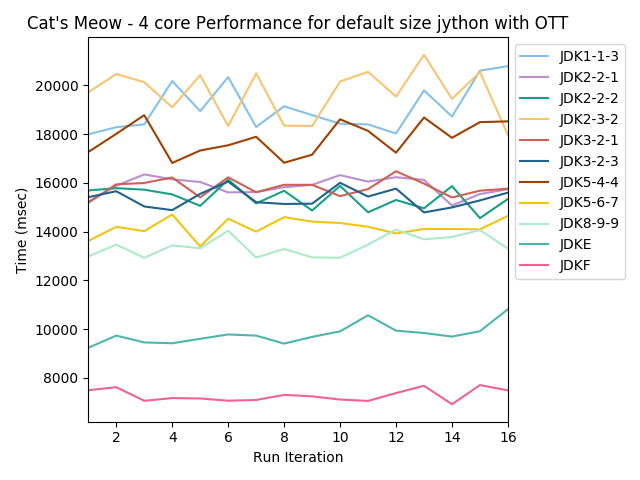 Cat's Meow - 4 core Performance for default size jython with OTT
Time (msec)
20000
18000
16000
14000
12000
10000
8000
2 4 6 8 10 12 14 16
Run Iteration
JDK1-1-3
JDK2-2-1
JDK2-2-2
JDK2-3-2
JDK3-2-1
JDK3-2-3
JDK5-4-4
JDK5-6-7
JDK8-9-9
JDKE
JDKF